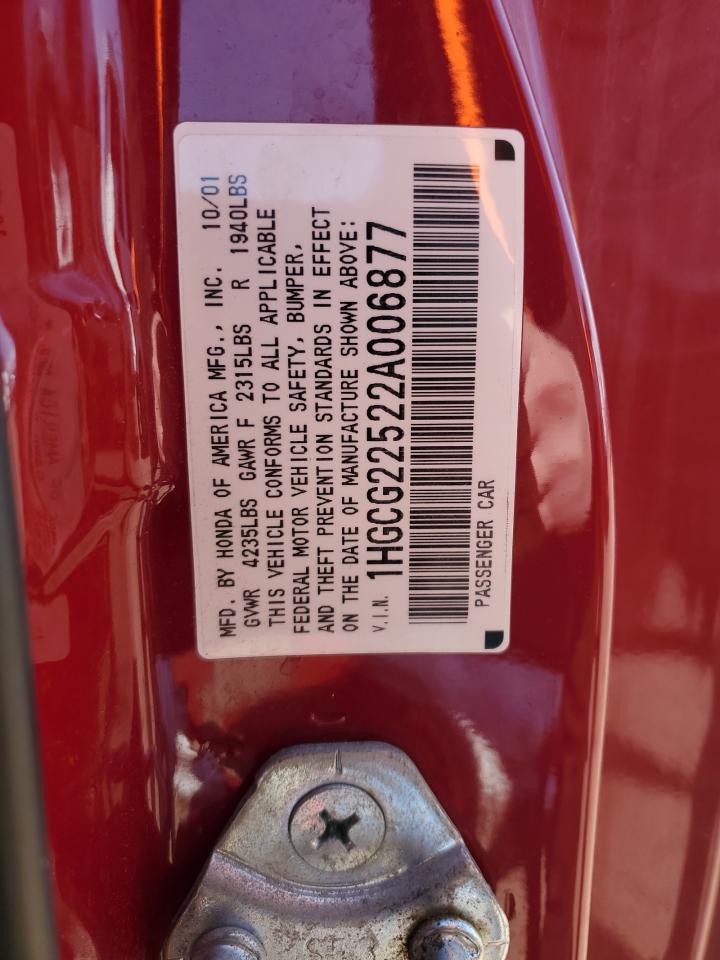 MFD. BY HONDA OF AMERICA MFG., INC. 10/01
GVWR 4235LBS GAWR F 2315LBS R 1940LBS
THIS VEHICLE CONFORMS TO ALL APPLICABLE
FEDERAL MOTOR VEHICLE SAFETY, BUMPER,
AND THEFT PREVENTION STANDARDS IN EFFECT
ON THE DATE OF MANUFACTURE SHOWN ABOVE:
V.I.N. 1HGCG22522A006877
PASSENGER CAR